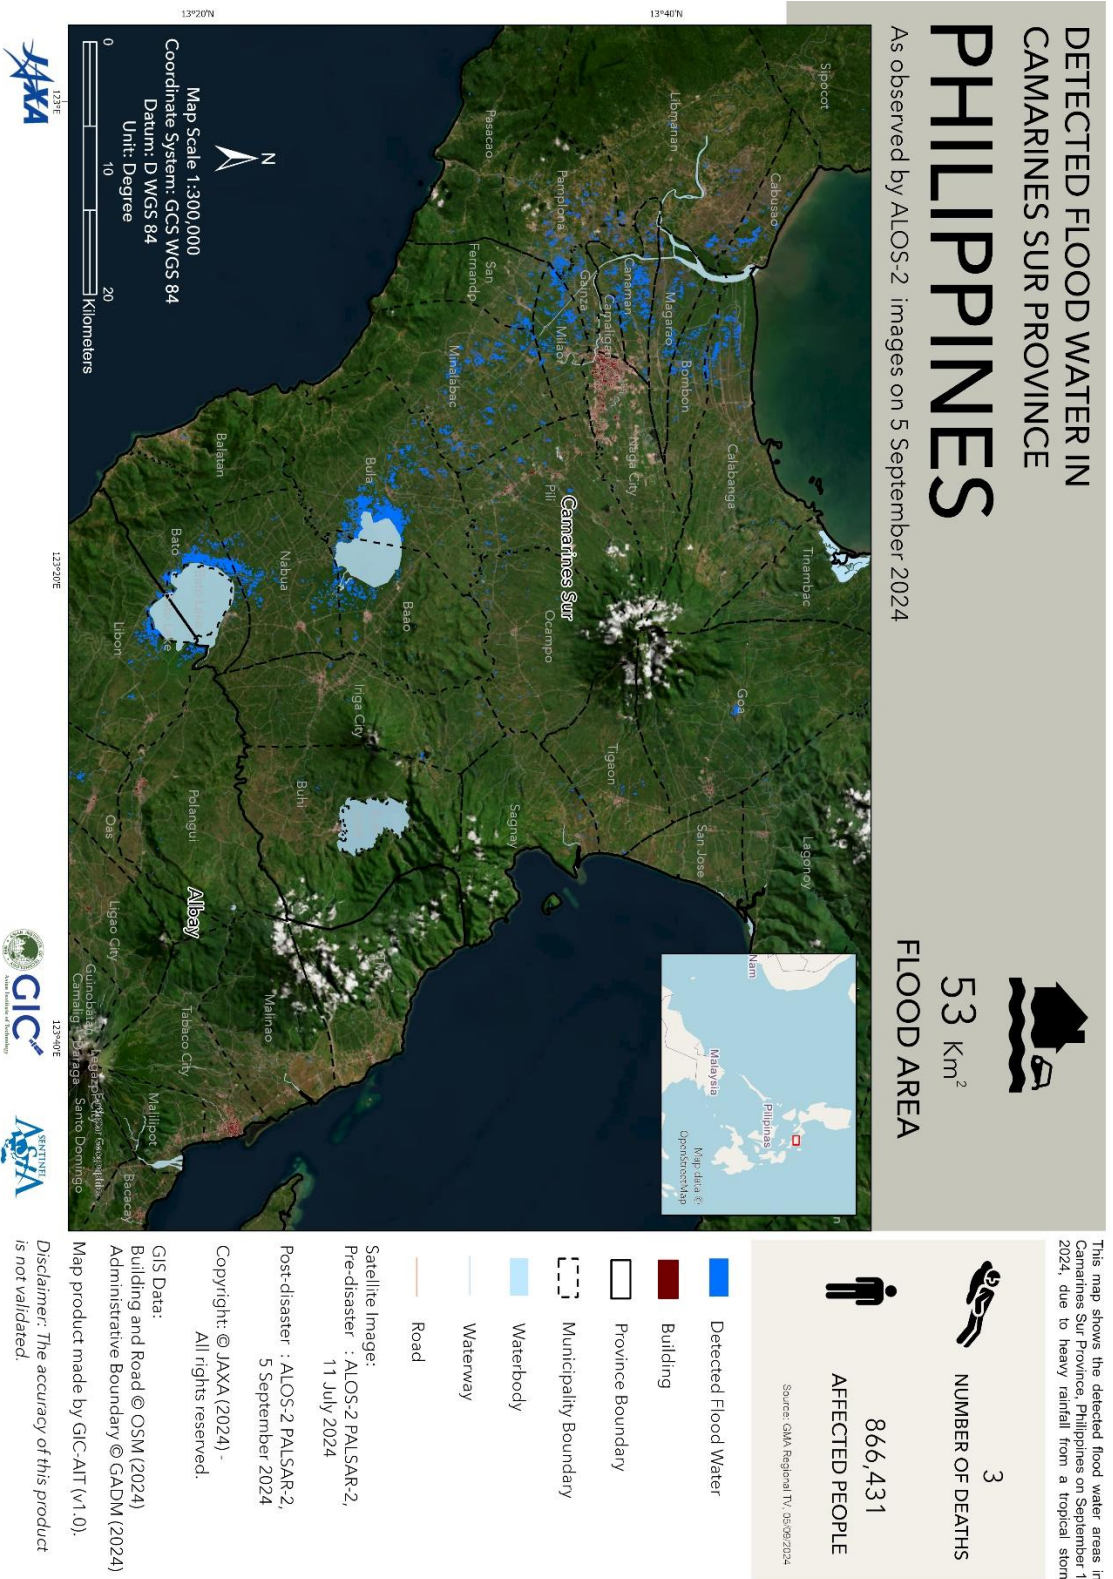 DETECTED FLOOD WATER IN
CAMARINES SUR PROVINCE
PHILIPPINES
As observed by ALOS-2 images on 5 September 2024
53 Km²
FLOOD AREA
This map shows the detected flood water areas in
Camarines Sur Province, Philippines on September 1
2024, due to heavy rainfall from a tropical storm
3
NUMBER OF DEATHS
866,431
AFFECTED PEOPLE
Source: GMA Regional TV, 05/09/2024
Detected Flood Water
Building
Province Boundary
Municipality Boundary
Waterbody
Waterway
Road
Satellite Image:
Pre-disaster : ALOS-2 PALSAR-2,
11 July 2024
Post-disaster : ALOS-2 PALSAR-2,
5 September 2024
Copyright: © JAXA (2024) -
All rights reserved.
GIS Data:
Building and Road © OSM (2024)
Administrative Boundary © GADM (2024)
Map product made by GIC-AIT (v1.0).
Disclaimer: The accuracy of this product
is not validated.
13°40'N
13°20'N
Sipocot
Libmanan
Cabusao
Pasacao
Pamplona
San
Fernando
Gainza
Canaman
Camaligan
Magarao
Milaor
Bombon
Minalabac
Naga City
Calabanga
Tinambac
Pili
Camarines Sur
Ocampo
Goa
Tigaon
San Jose
Lagonoy
Sagnay
Balatan
Bula
Bato
Nabua
Baao
Libon
Iriga City
Buhi
Polangui
Oas
Albay
Ligao City
Guinobatan
Camalig
Daraga
Tabaco City
Malinao
Malilipot
Santo Domingo
Bacacay
Nam
Malaysia
Pilipinas
Map data ©
OpenStreetMap
N
Map Scale 1:300,000
Coordinate System: GCS WGS 84
Datum: D WGS 84
Unit: Degree
0 10 20
Kilometers
123°E
123°20'E
123°40'E
JAXA
GIC
Asian Institute of Technology
SENTINEL
ASIA